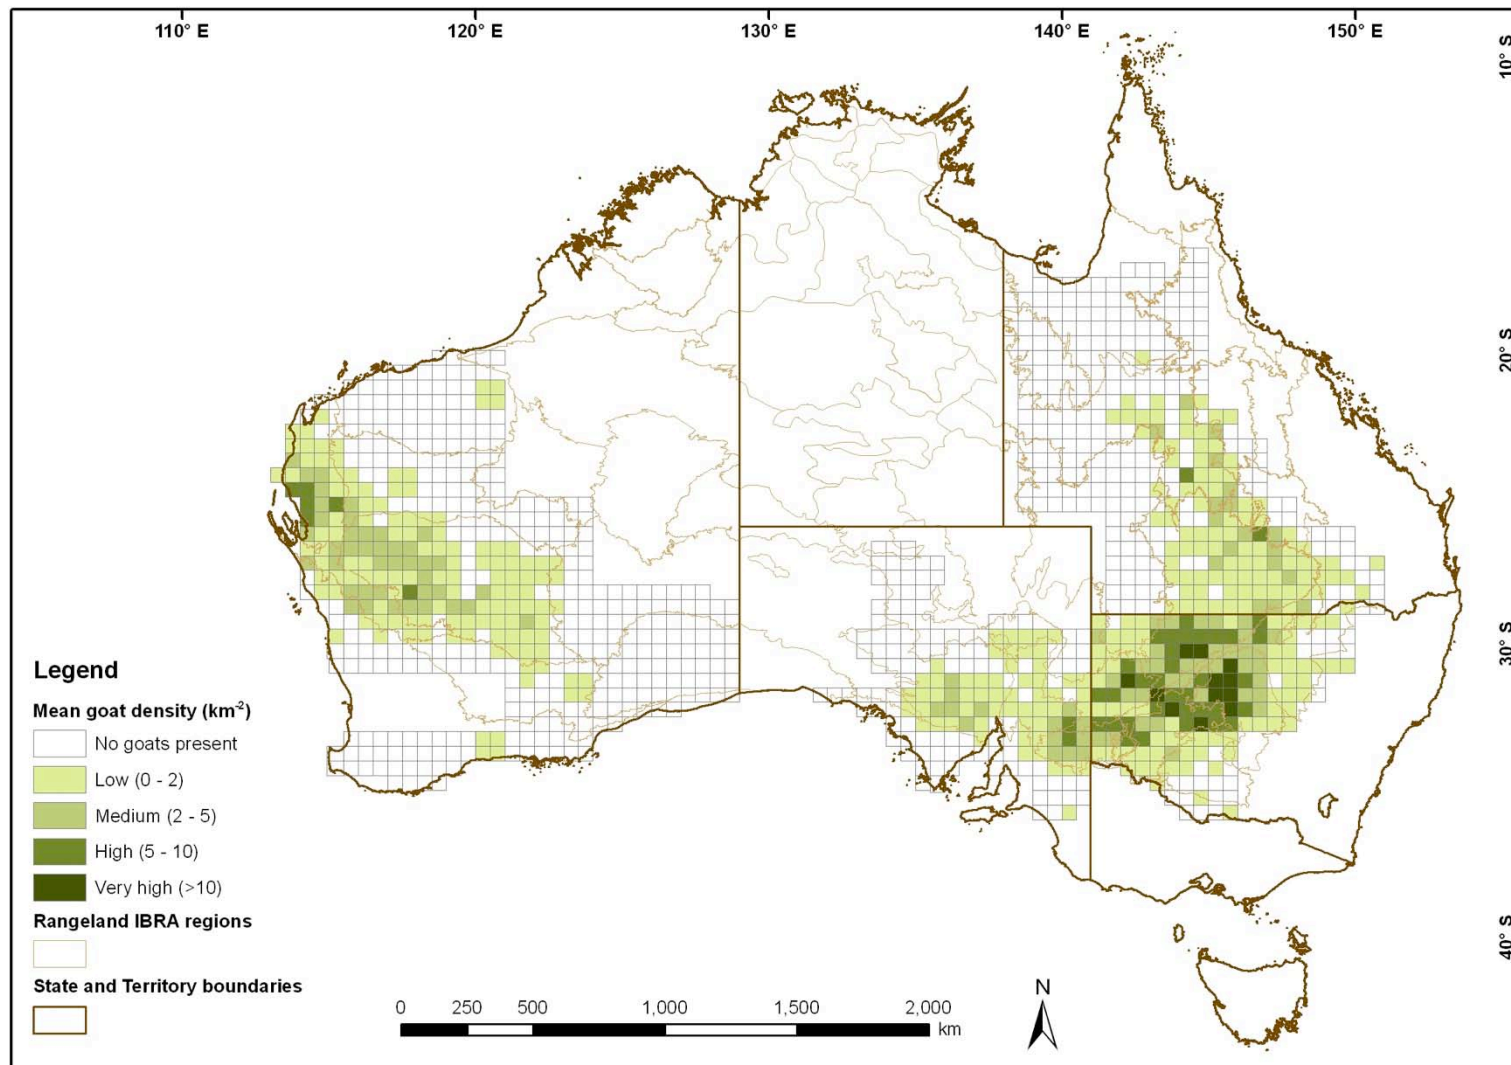 110° E 120° E 130° E 140° E 150° E
10° S
20° S
30° S
40° S
Legend
Mean goat density (km-2)
No goats present
Low (0 - 2)
Medium (2 - 5)
High (5 - 10)
Very high (>10)
Rangeland IBRA regions
State and Territory boundaries
0 250 500 1,000 1,500 2,000
km
N